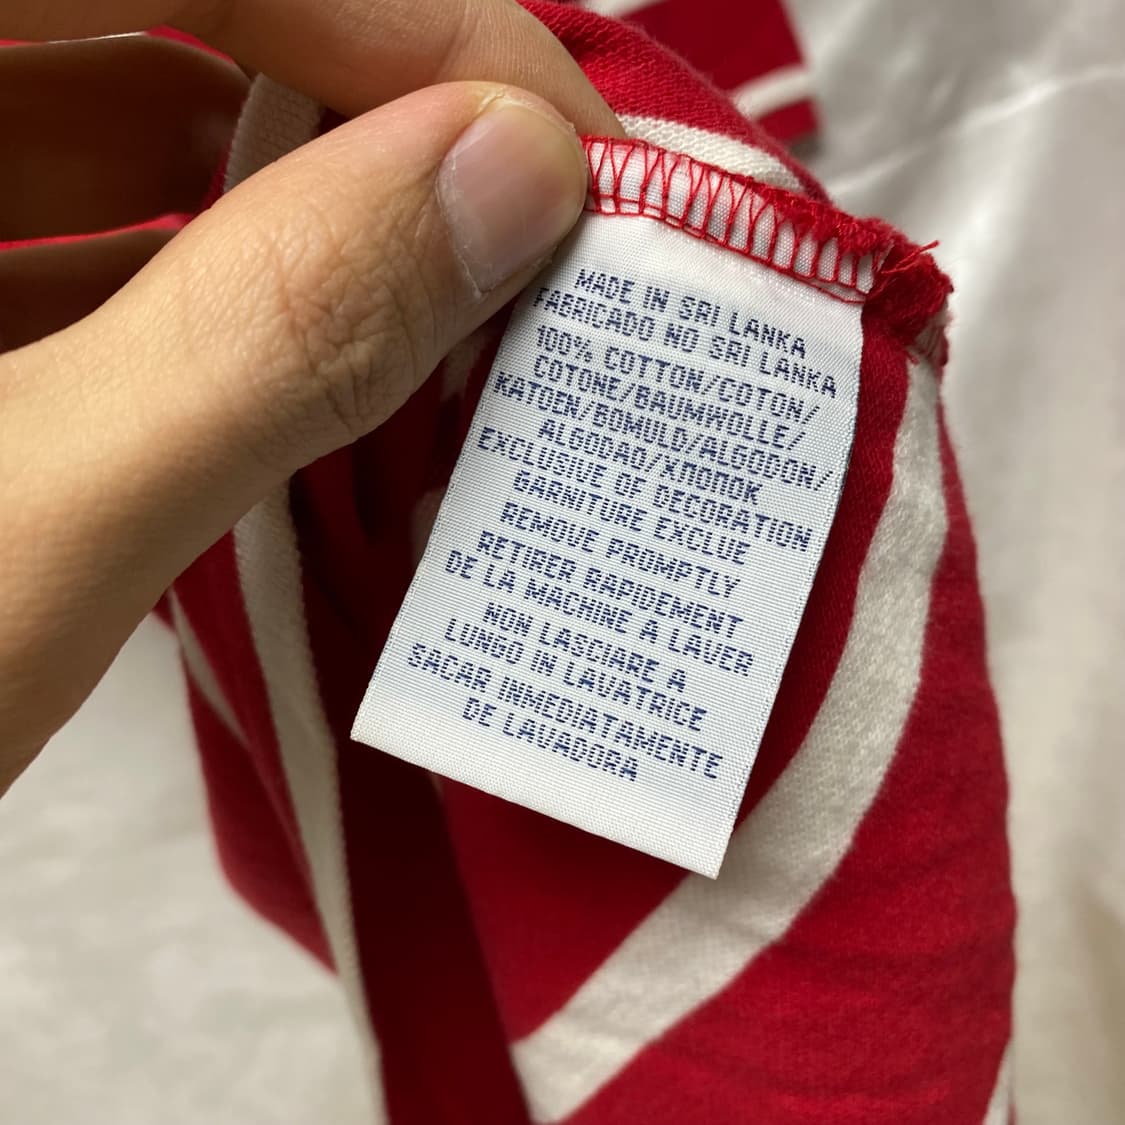 MADE IN SRI LANKA
FABRICADO NO SRI LANKA
100% COTTON/COTON/
COTONE/BAUMWOLLE/
KATOEN/BOMULD/ALGODON/
ALGODAO/ХЛОПОК
EXCLUSIVE OF DECORATION
GARNITURE EXCLUE
REMOVE PROMPTLY
RETIRER RAPIDEMENT
DE LA MACHINE A LAVER
NON LASCIARE A
LUNGO IN LAVATRICE
SACAR INMEDIATAMENTE
DE LAVADORA